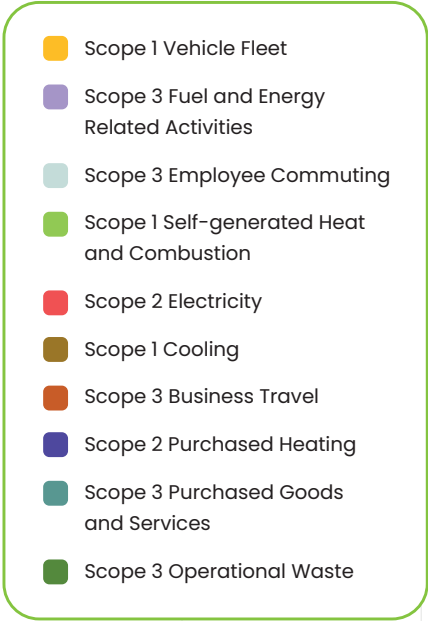 Scope 1 Vehicle Fleet
Scope 3 Fuel and Energy
Related Activities
Scope 3 Employee Commuting
Scope 1 Self-generated Heat
and Combustion
Scope 2 Electricity
Scope 1 Cooling
Scope 3 Business Travel
Scope 2 Purchased Heating
Scope 3 Purchased Goods
and Services
Scope 3 Operational Waste